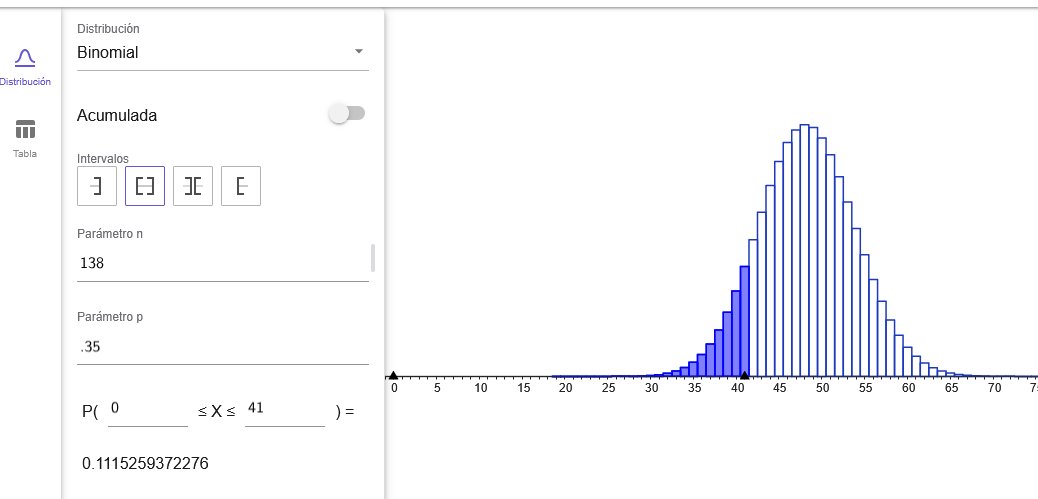 Distribución
Tabla
Distribución
Binomial
Acumulada
Intervalos
Parámetro n
138
Parámetro p
.35
P( 0 ≤ X ≤ 41 ) =
0.1115259372276
0 5 10 15 20 25 30 35 40 45 50 55 60 65 70 75